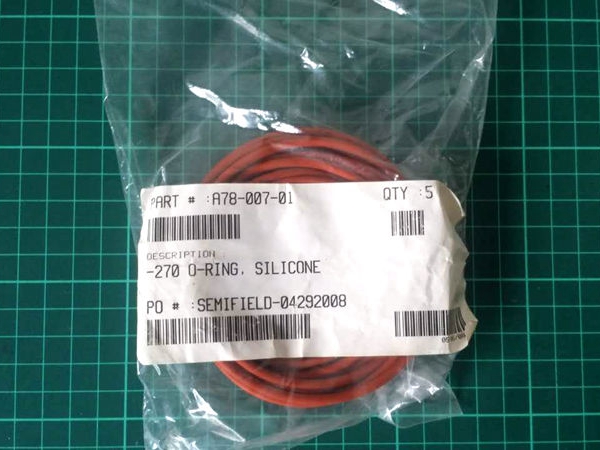 PART # :A78-007-01
QTY :5
DESCRIPTION
-270 O-RING, SILICONE
PO # :SEMIFIELD-04292008